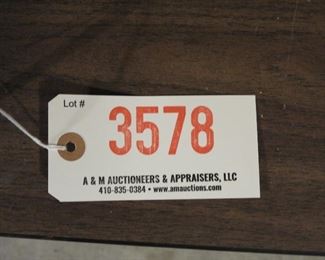 Lot #
3578
A & M AUCTIONEERS & APPRAISERS, LLC
410-835-0384 • www.amauctions.com